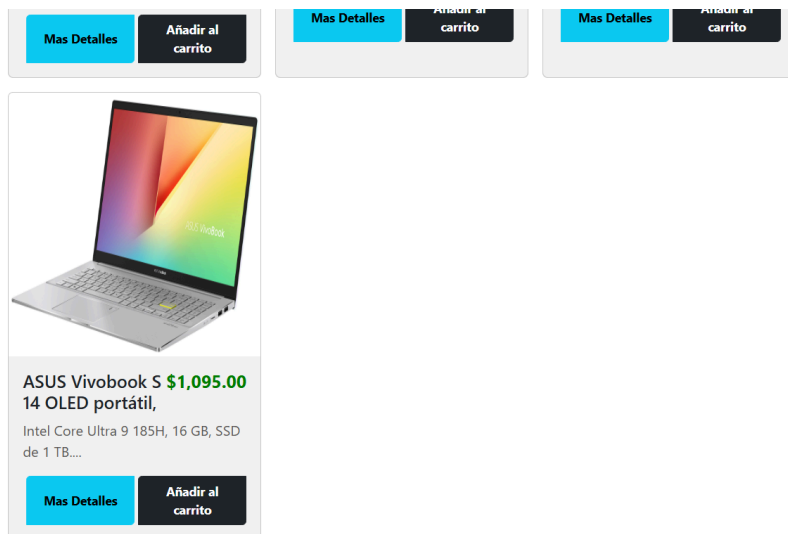 Mas Detalles
Añadir al
carrito
Mas Detalles
Añadir al
carrito
Mas Detalles
Añadir al
carrito
ASUS VivoBook
ASUS Vivobook S $1,095.00
14 OLED portátil,
Intel Core Ultra 9 185H, 16 GB, SSD
de 1 TB....
Mas Detalles
Añadir al
carrito